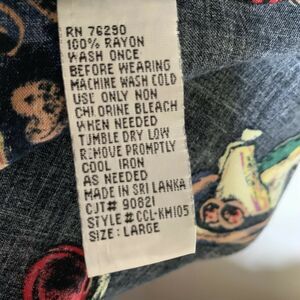 RN 76290
100% RAYON
WASH ONCE
BEFORE WEARING
MACHINE WASH COLD
USE ONLY NON
CHLORINE BLEACH
WHEN NEEDED
TUMBLE DRY LOW
REMOVE PROMPTLY
COOL IRON
AS NEEDED
MADE IN SRI LANKA
CJT# 90821
STYLE# CCL-KM105
SIZE: LARGE